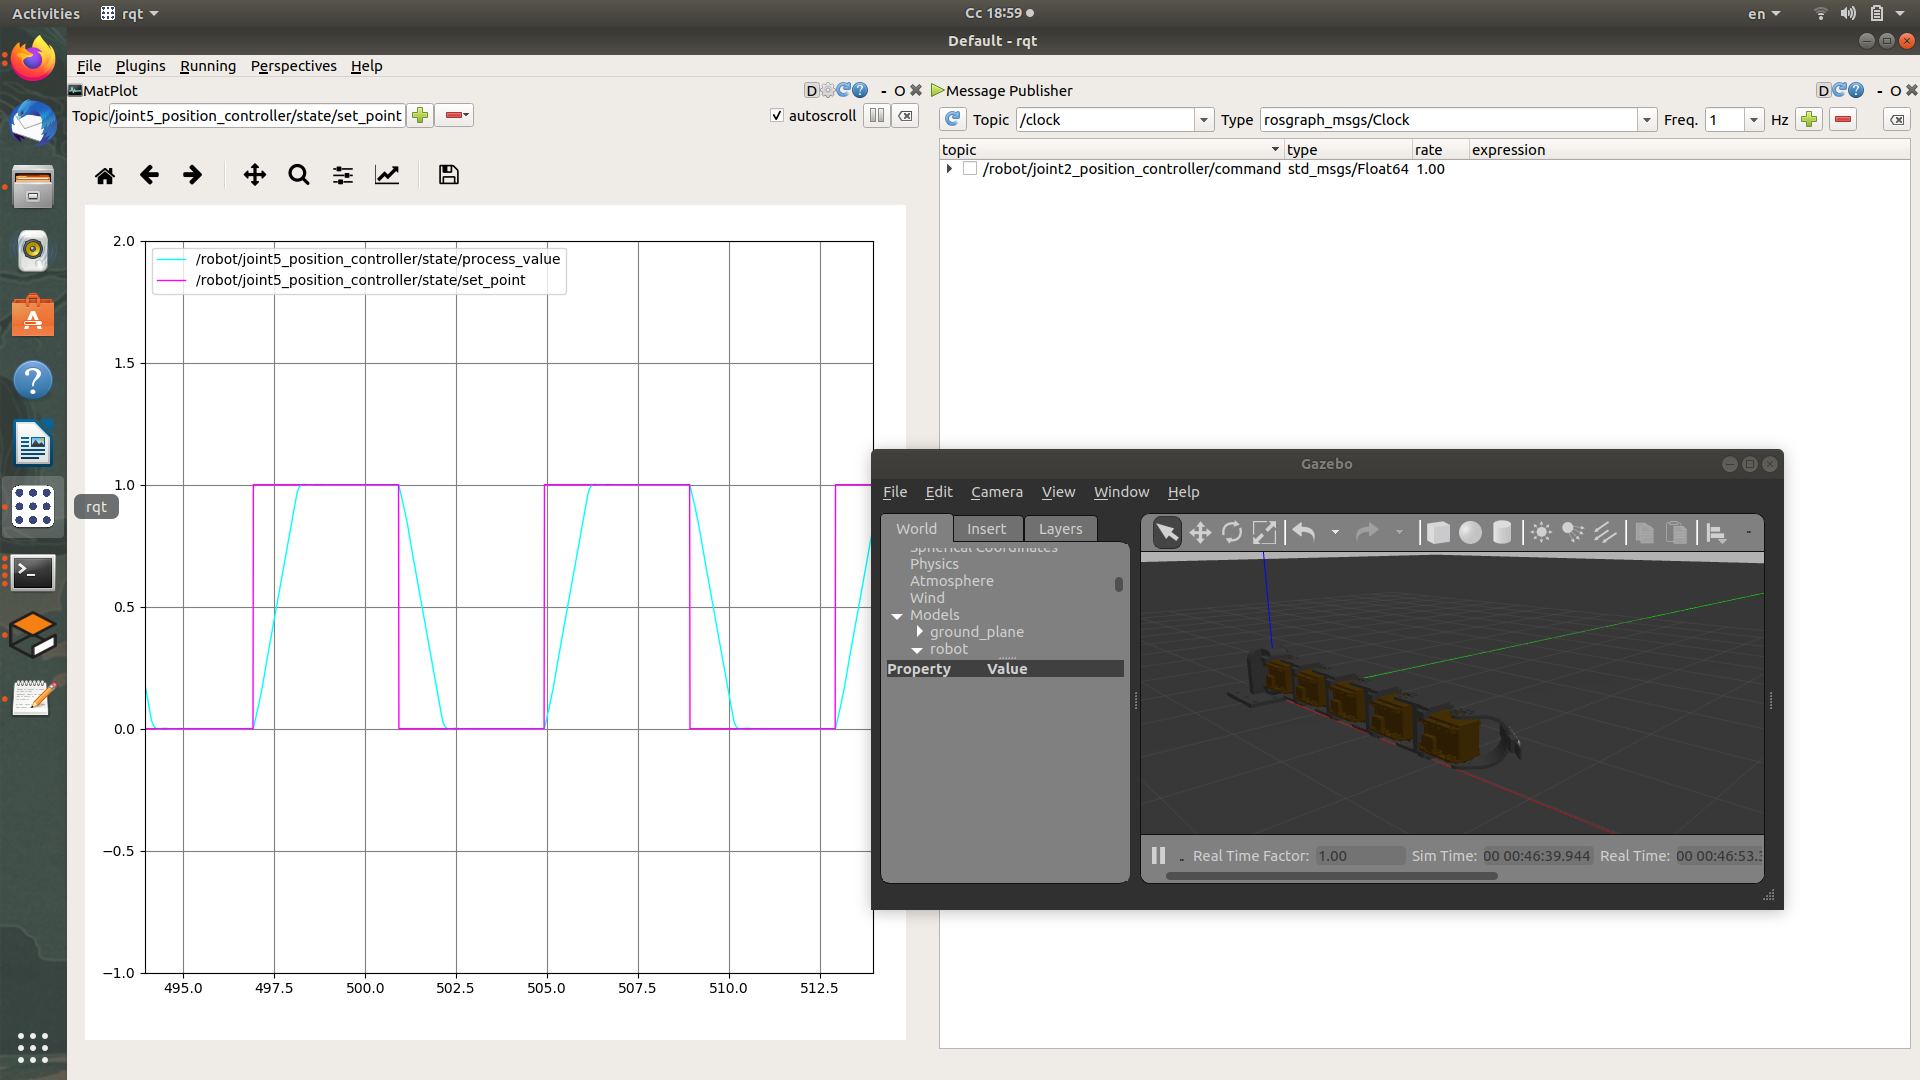 Activities rqt Сс 18:59 en
Default - rqt
File Plugins Running Perspectives Help
MatPlot D - O
Topic /joint5_position_controller/state/set_point autoscroll
2.0
1.5
1.0
0.5
0.0
−0.5
−1.0
/robot/joint5_position_controller/state/process_value
/robot/joint5_position_controller/state/set_point
495.0 497.5 500.0 502.5 505.0 507.5 510.0 512.5
rqt
Message Publisher D - O
Topic /clock Type rosgraph_msgs/Clock Freq. 1 Hz
topic type rate expression
/robot/joint2_position_controller/command std_msgs/Float64 1.00
Gazebo
File Edit Camera View Window Help
World Insert Layers
Spherical Coordinates
Physics
Atmosphere
Wind
Models
ground_plane
robot
Property Value
Real Time Factor: 1.00 Sim Time: 00 00:46:39.944 Real Time: 00 00:46:53.3